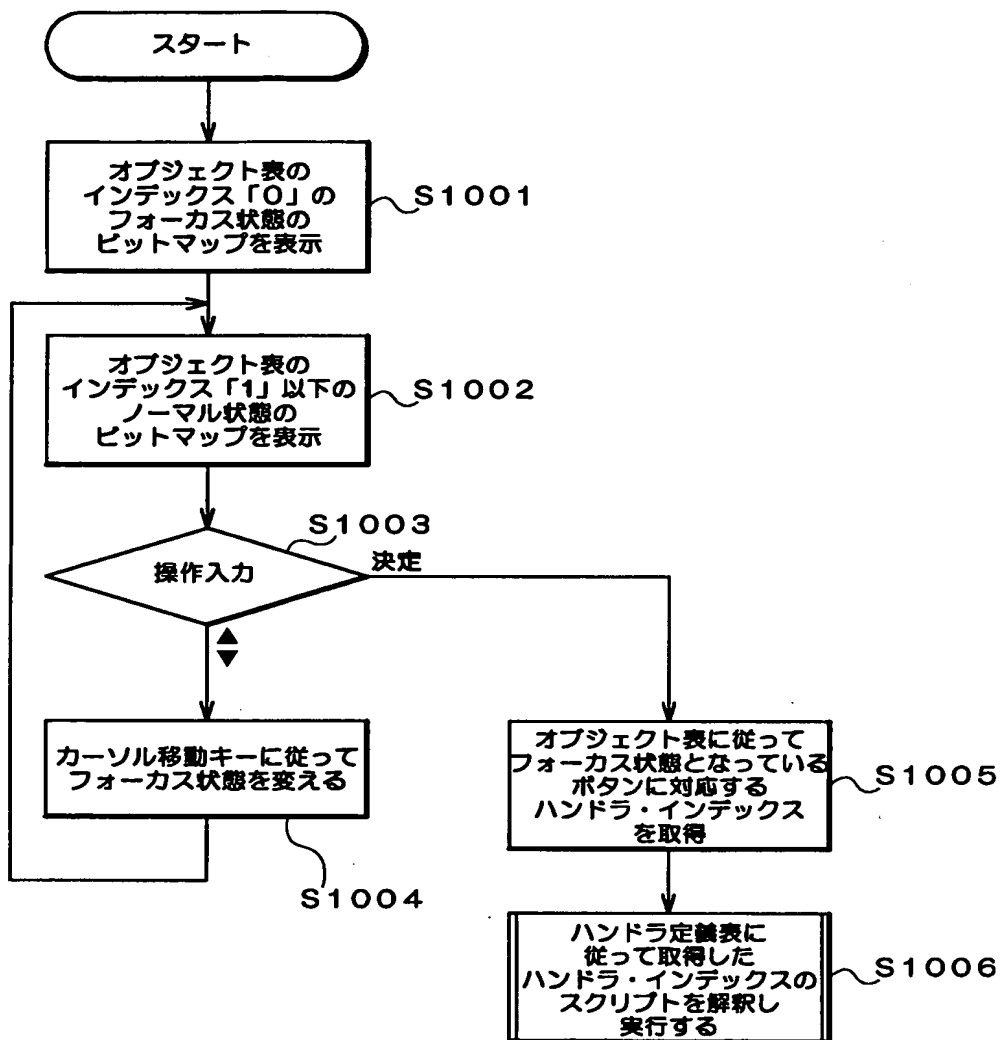 スタート
オブジェクト表の
インデックス「0」の
フォーカス状態の
ビットマップを表示
S1001
オブジェクト表の
インデックス「1」以下の
ノーマル状態の
ビットマップを表示
S1002
S1003
操作入力
決定
▲
▼
カーソル移動キーに従って
フォーカス状態を変える
S1004
オブジェクト表に従って
フォーカス状態となっている
ボタンに対応する
ハンドラ・インデックス
を取得
S1005
ハンドラ定義表に
従って取得した
ハンドラ・インデックスの
スクリプトを解釈し
実行する
S1006